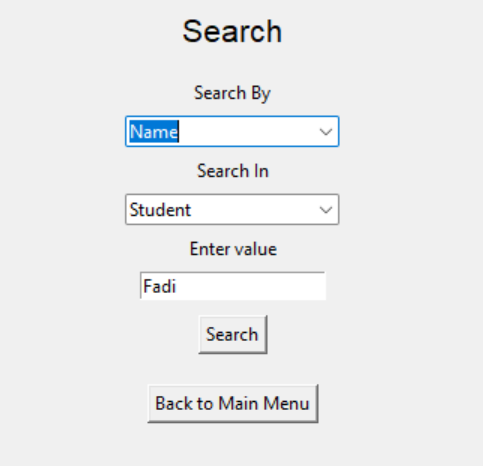 Search
Search By
Name
Search In
Student
Enter value
Fadi
Search
Back to Main Menu